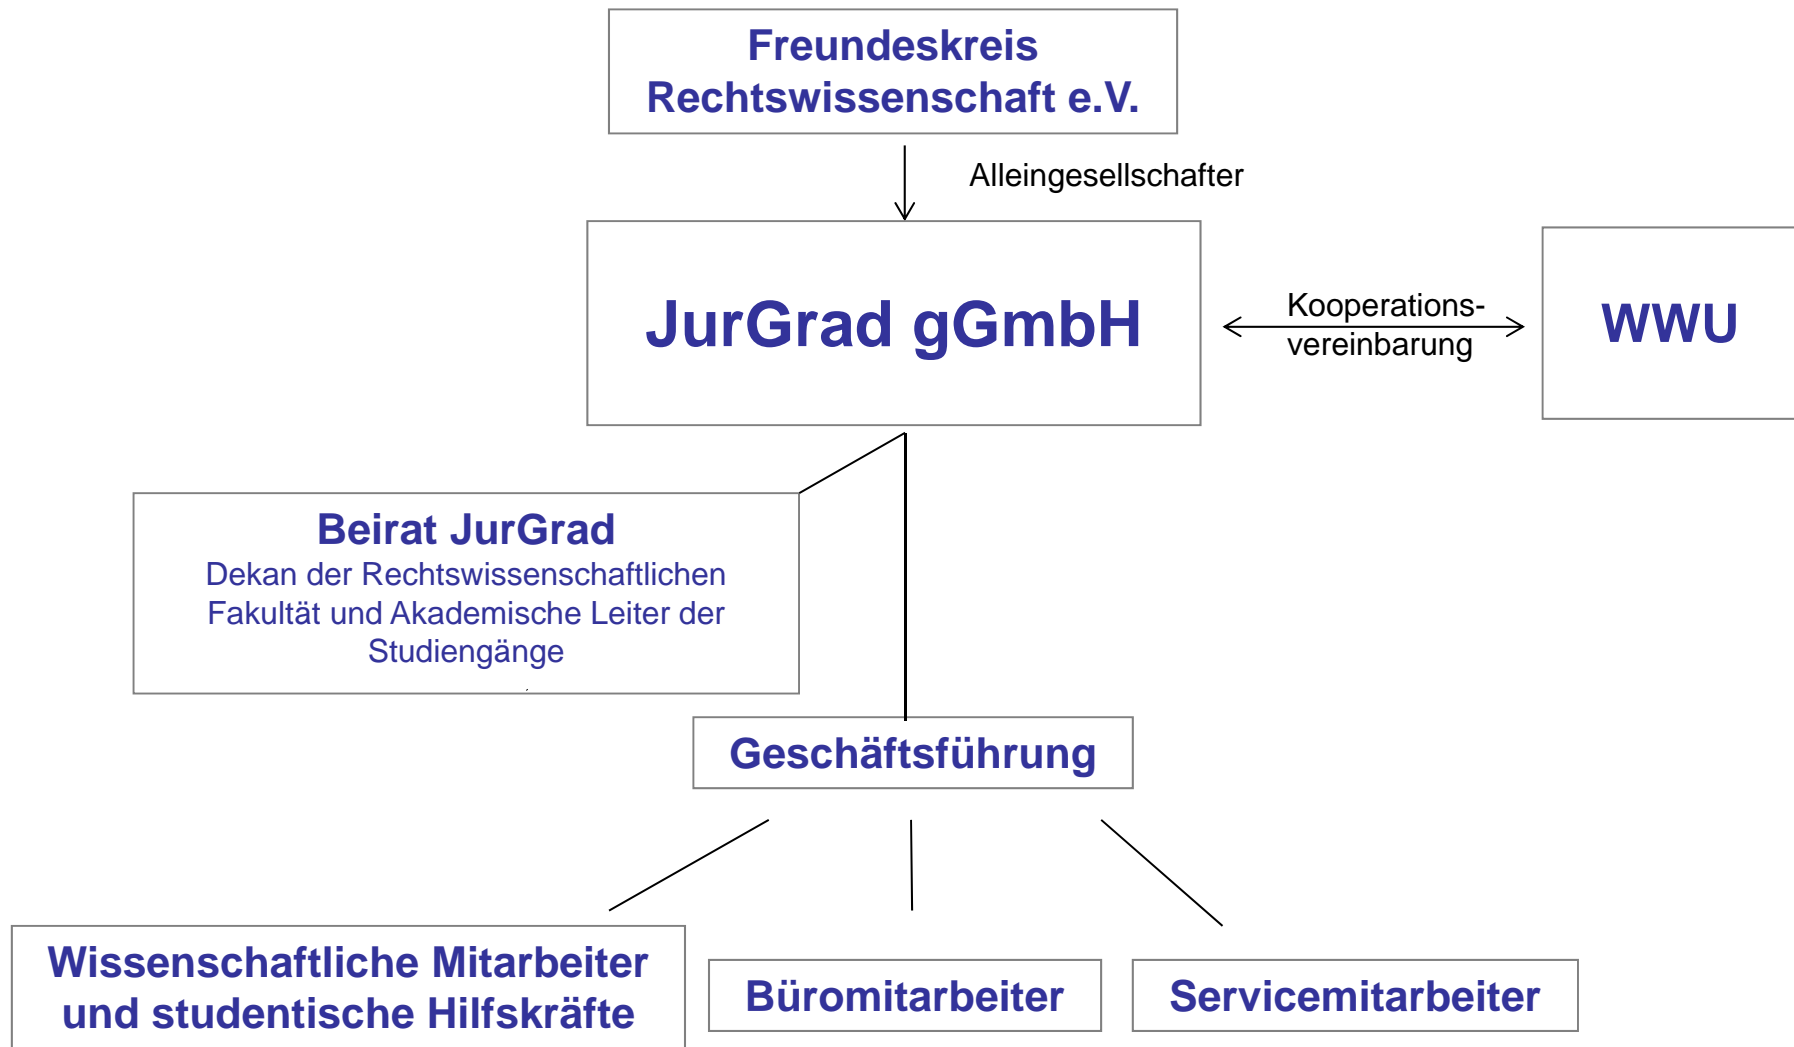 Freundeskreis
Rechtswissenschaft e.V.
Alleingesellschafter
JurGrad gGmbH
Kooperations-
vereinbarung
WWU
Beirat JurGrad
Dekan der Rechtswissenschaftlichen
Fakultät und Akademische Leiter der
Studiengänge
Geschäftsführung
Wissenschaftliche Mitarbeiter
und studentische Hilfskräfte
Büromitarbeiter
Servicemitarbeiter